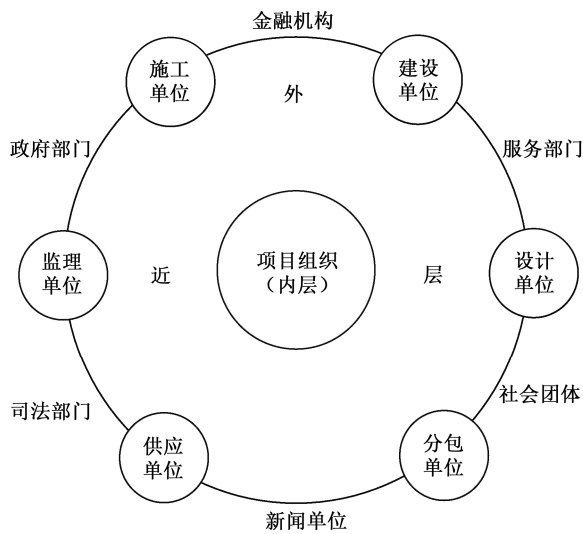 金融机构
施工
单位
建设
单位
外
政府部门
服务部门
监理
单位
近
项目组织
（内层）
层
设计
单位
司法部门
社会团体
供应
单位
分包
单位
新闻单位